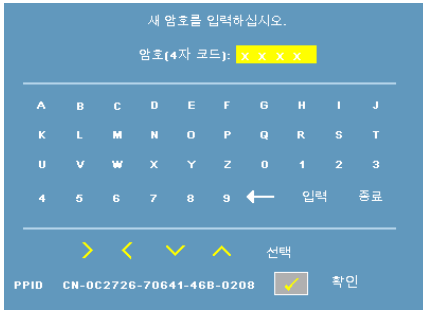 새 암호를 입력하십시오.
암호(4자 코드): x x x x
A B C D E F G H I J
K L M N O P Q R S T
U V W X Y Z 0 1 2 3
4 5 6 7 8 9 ← 입력 종료
> < ∨ ∧ 선택
PPID CN-0C2726-70641-46B-0208 ✓ 확인